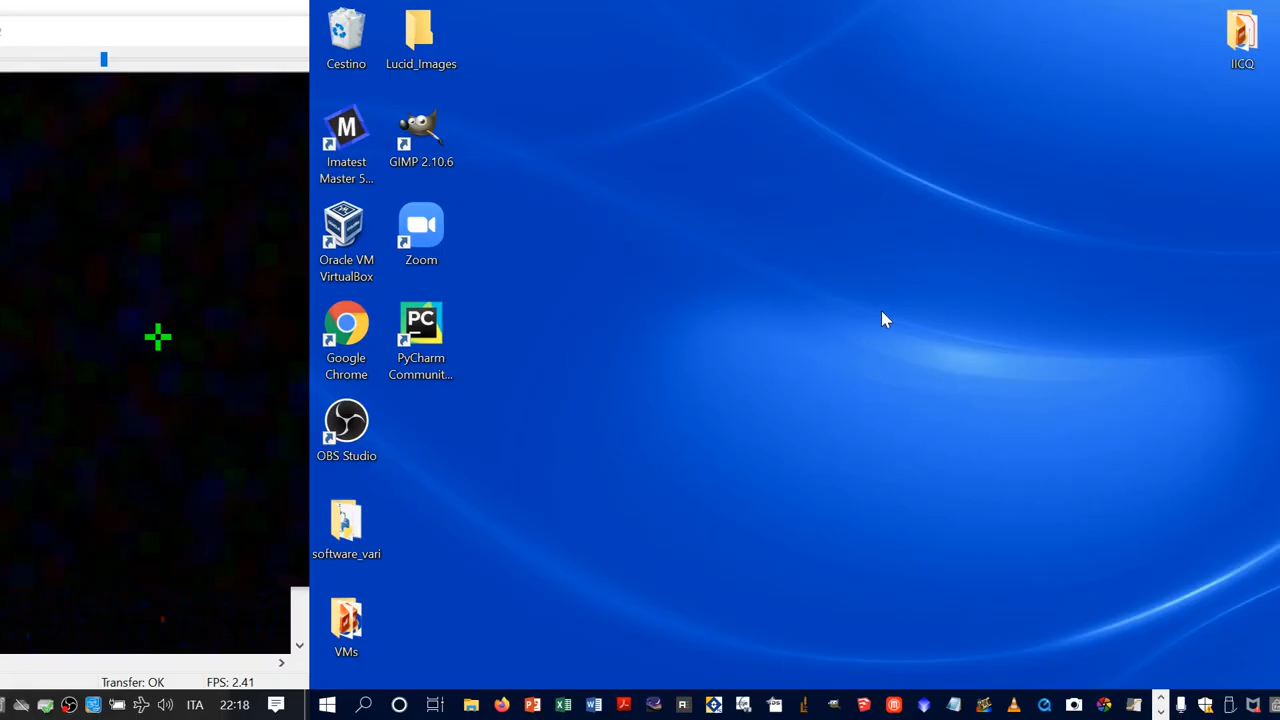 Cestino
Lucid_Images
IICQ
M
Imatest
Master 5...
GIMP 2.10.6
Oracle VM
VirtualBox
Zoom
PC
Google
Chrome
PyCharm
Communit...
OBS Studio
software_vari
VMs
Transfer: OK
FPS: 2.41
ITA
22:18